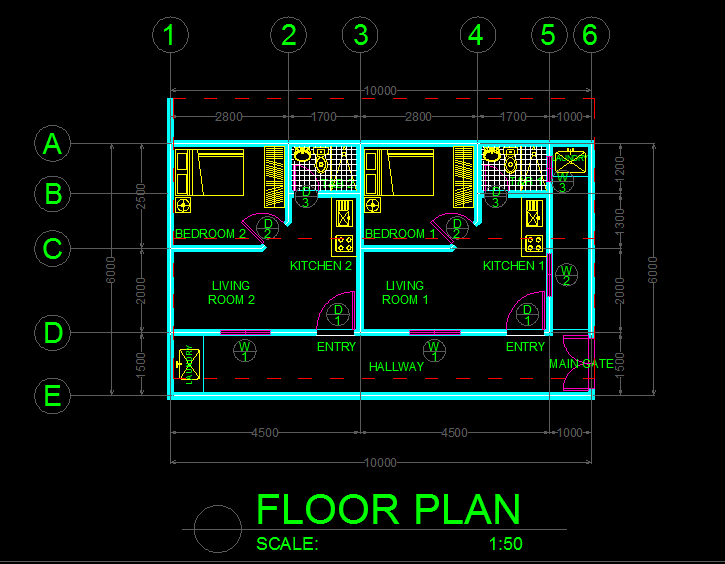 1 2 3 4 5 6
10000
2800 1700 2800 1700 1000
A
B
C
D
E
2500
2000
1500
6000
1200
1300
2000
1500
6000
LAUNDRY
W
3
D
3
D
3
D
2
D
2
BEDROOM 2
BEDROOM 1
KITCHEN 2
KITCHEN 1
W
2
LIVING
ROOM 2
LIVING
ROOM 1
D
1
D
1
W
1
W
1
ENTRY
ENTRY
LAUNDRY
HALLWAY
MAIN GATE
4500 4500 1000
10000
FLOOR PLAN
SCALE: 1:50